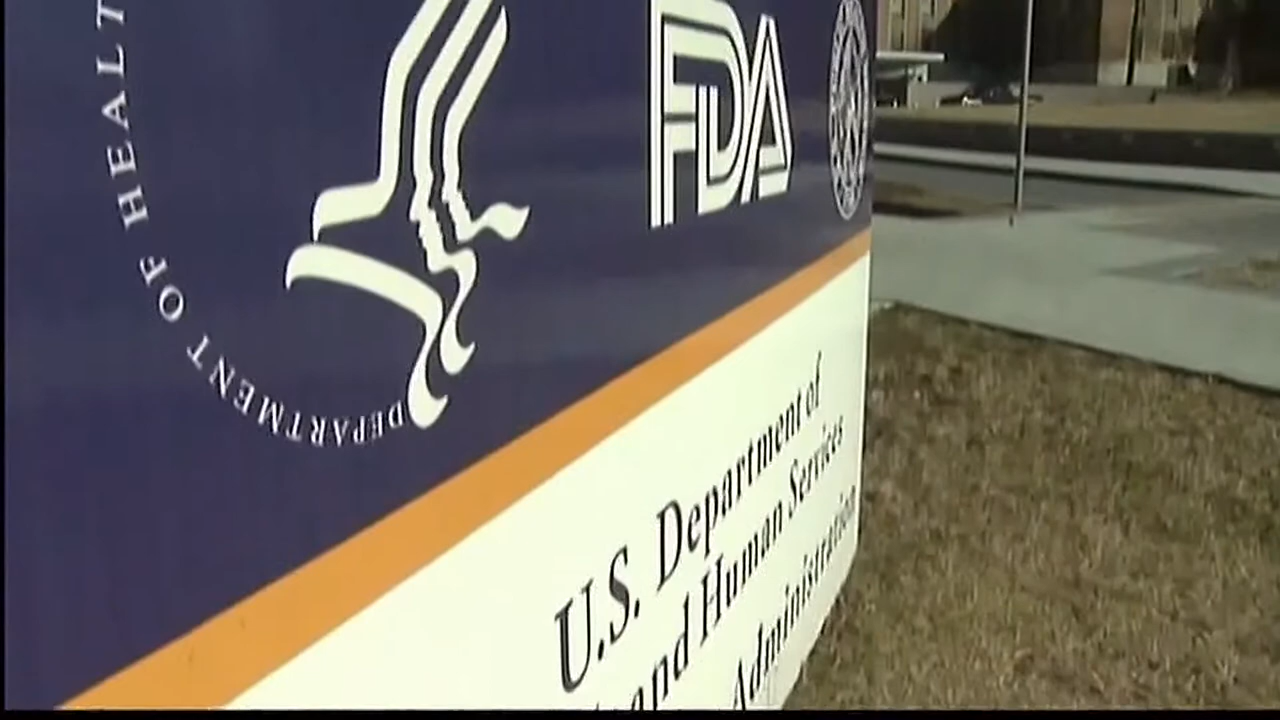 DEPARTMENT OF HEALT
FDA
U.S. Department of
and Human Services
Administration